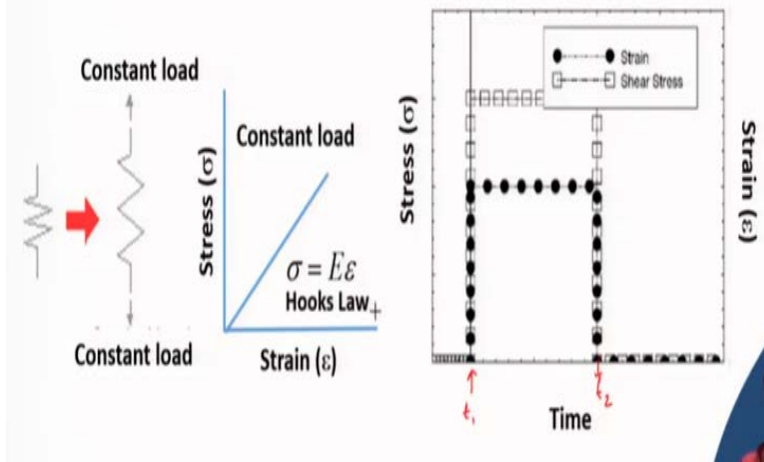 Constant load
Constant load
Stress (σ)
Constant load
σ = Eε
Hooks Law
Strain (ε)
Stress (σ)
Strain
Shear Stress
Strain (ε)
t₁
t₂
Time